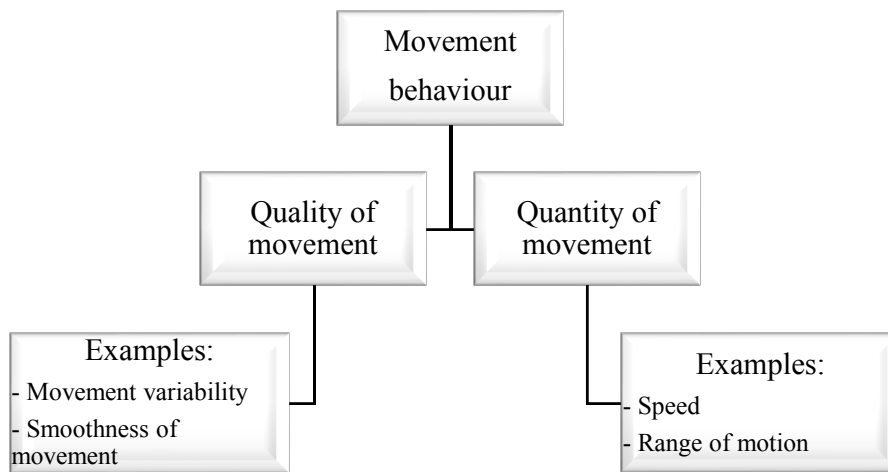 Movement
behaviour
Quality of
movement
Quantity of
movement
Examples:
- Movement variability
- Smoothness of
movement
Examples:
- Speed
- Range of motion